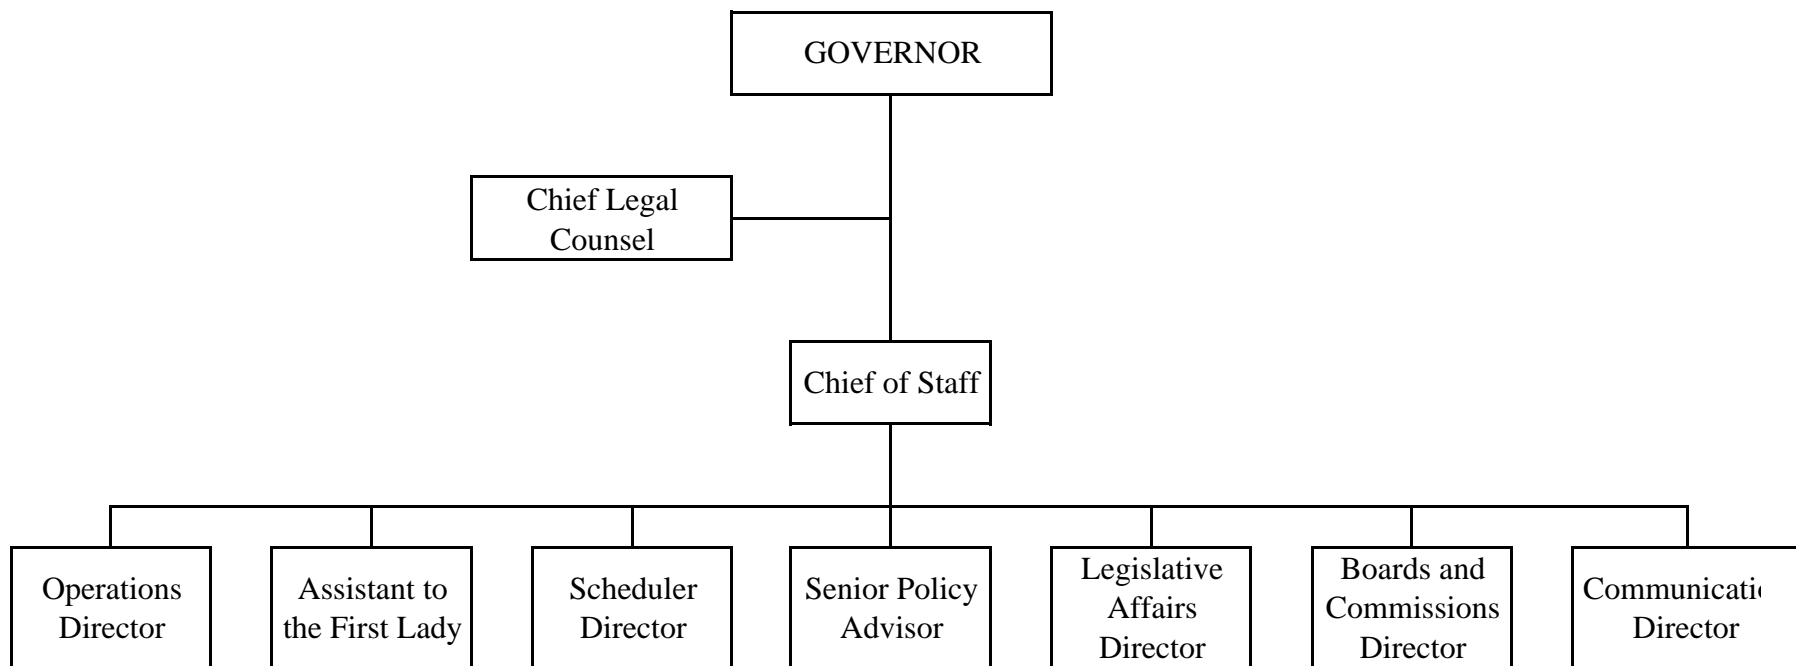 GOVERNOR
Chief Legal
Counsel
Chief of Staff
Operations
Director
Assistant to
the First Lady
Scheduler
Director
Senior Policy
Advisor
Legislative
Affairs
Director
Boards and
Commissions
Director
Director